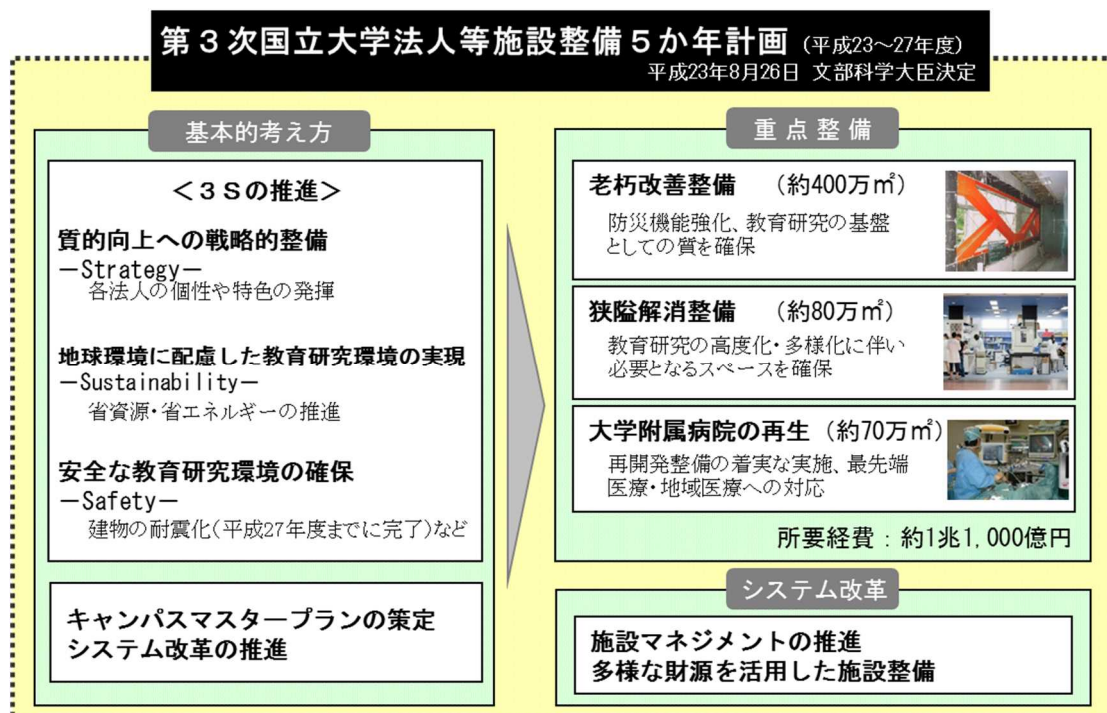 第３次国立大学法人等施設整備５か年計画（平成23～27年度）
平成23年8月26日 文部科学大臣決定
基本的考え方
＜３Ｓの推進＞
質的向上への戦略的整備
－Strategy－
各法人の個性や特色の発揮
地球環境に配慮した教育研究環境の実現
－Sustainability－
省資源・省エネルギーの推進
安全な教育研究環境の確保
－Safety－
建物の耐震化（平成27年度までに完了）など
キャンパスマスタープランの策定
システム改革の推進
重点整備
老朽改善整備　（約400万㎡）
防災機能強化、教育研究の基盤
としての質を確保
狭隘解消整備　（約80万㎡）
教育研究の高度化・多様化に伴い
必要となるスペースを確保
大学附属病院の再生（約70万㎡）
再開発整備の着実な実施、最先端
医療・地域医療への対応
所要経費：約1兆1,000億円
システム改革
施設マネジメントの推進
多様な財源を活用した施設整備